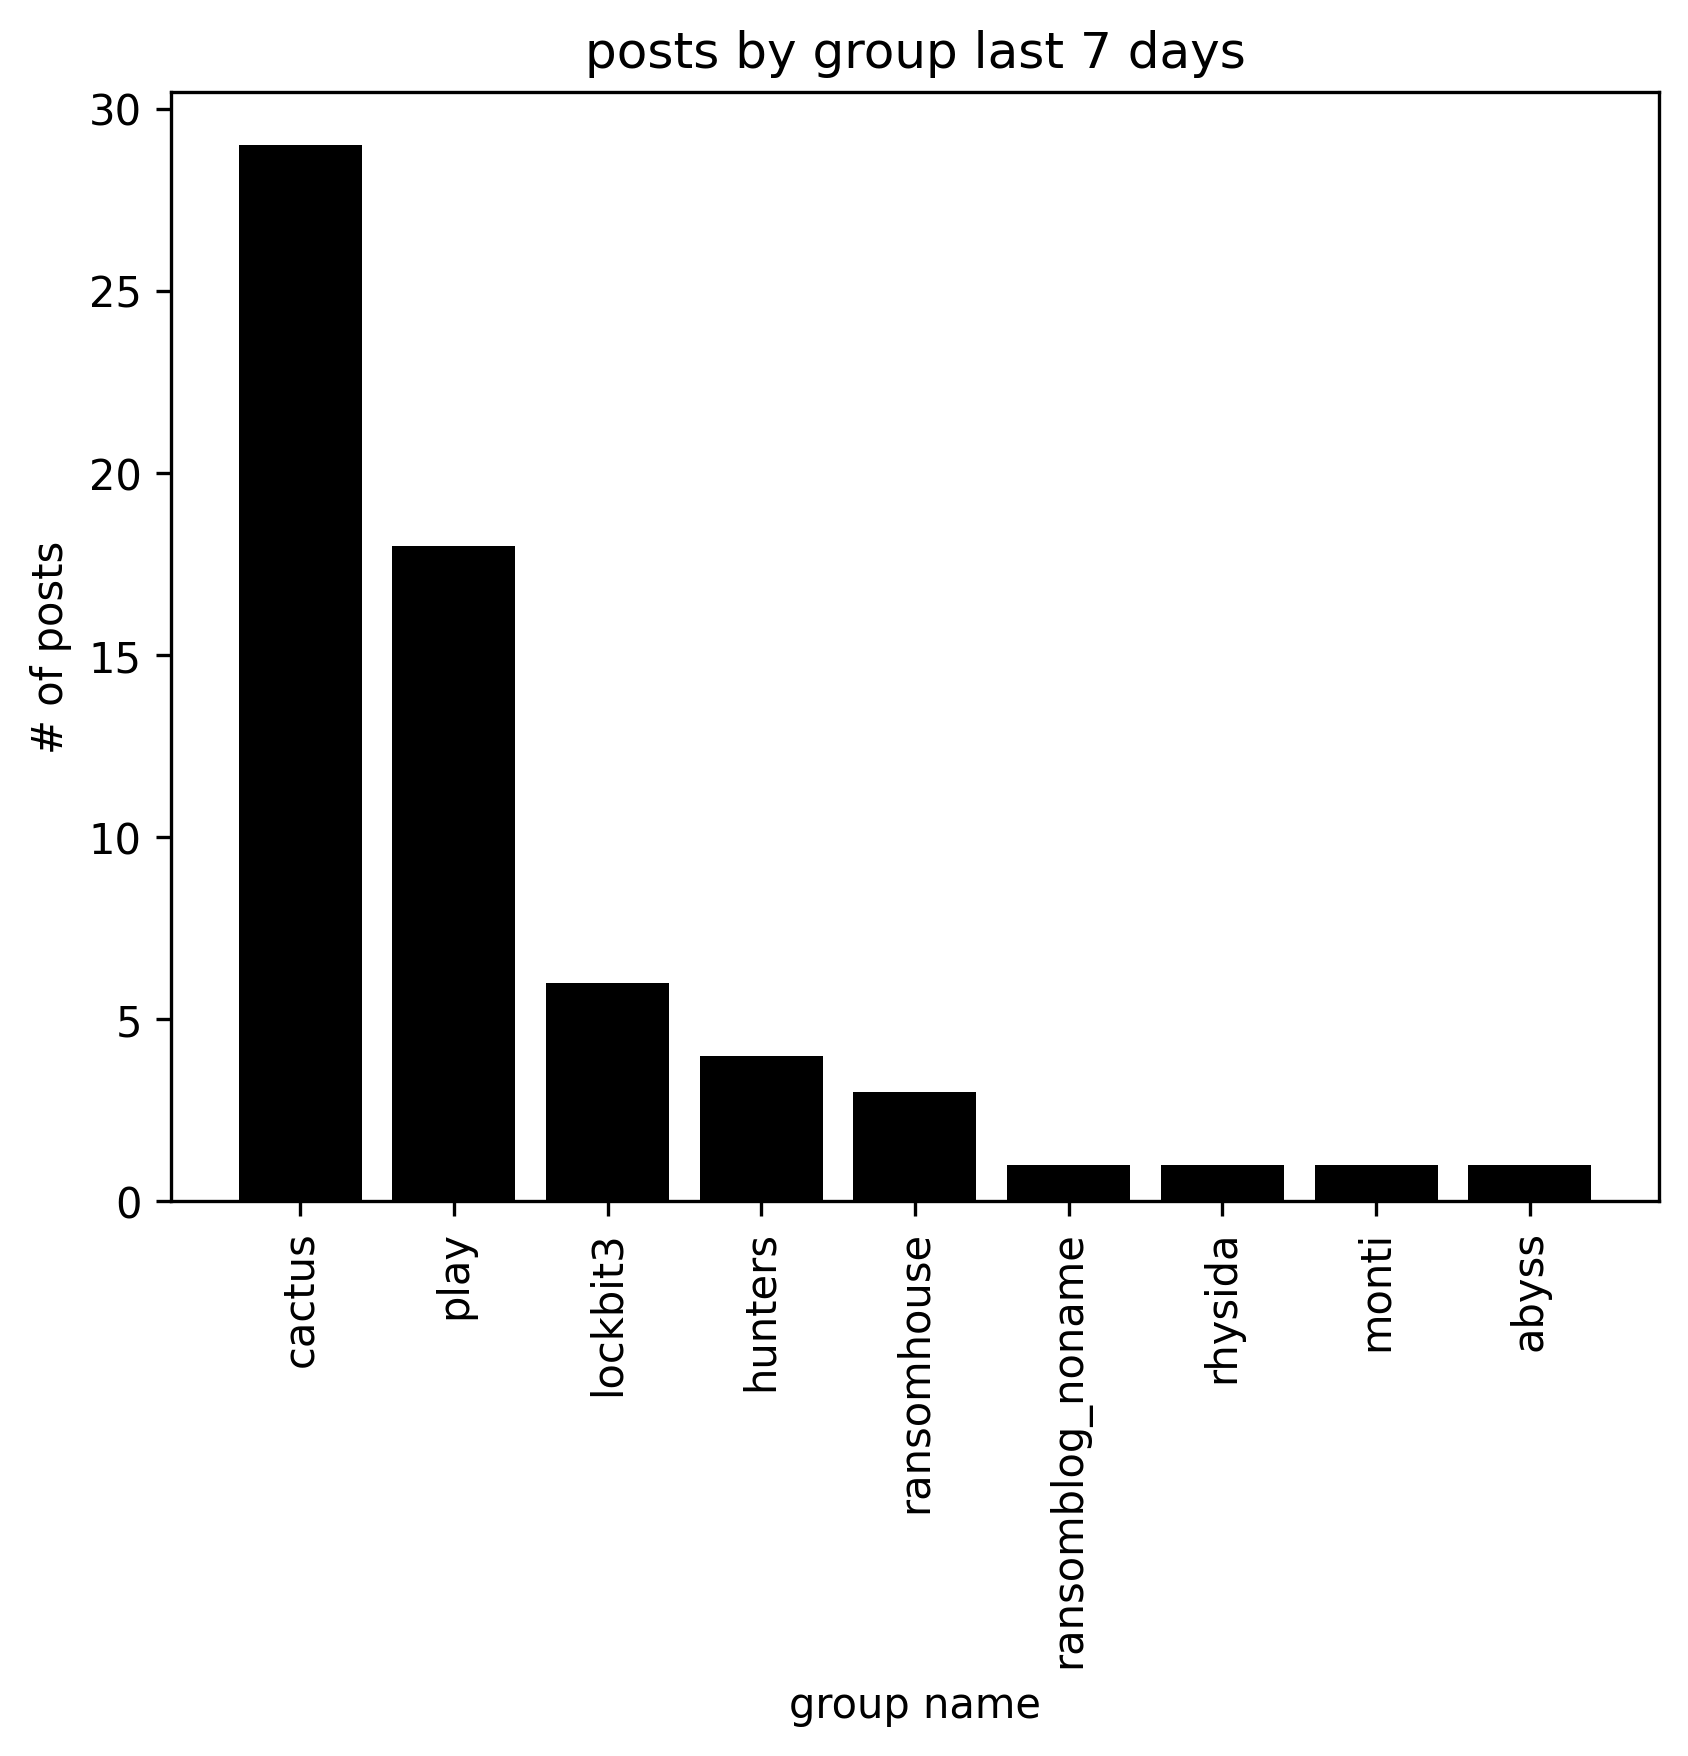 posts by group last 7 days
30
25
20
15
10
5
0
# of posts
cactus
play
lockbit3
hunters
ransomhouse
ransomblog_noname
rhysida
monti
abyss
group name